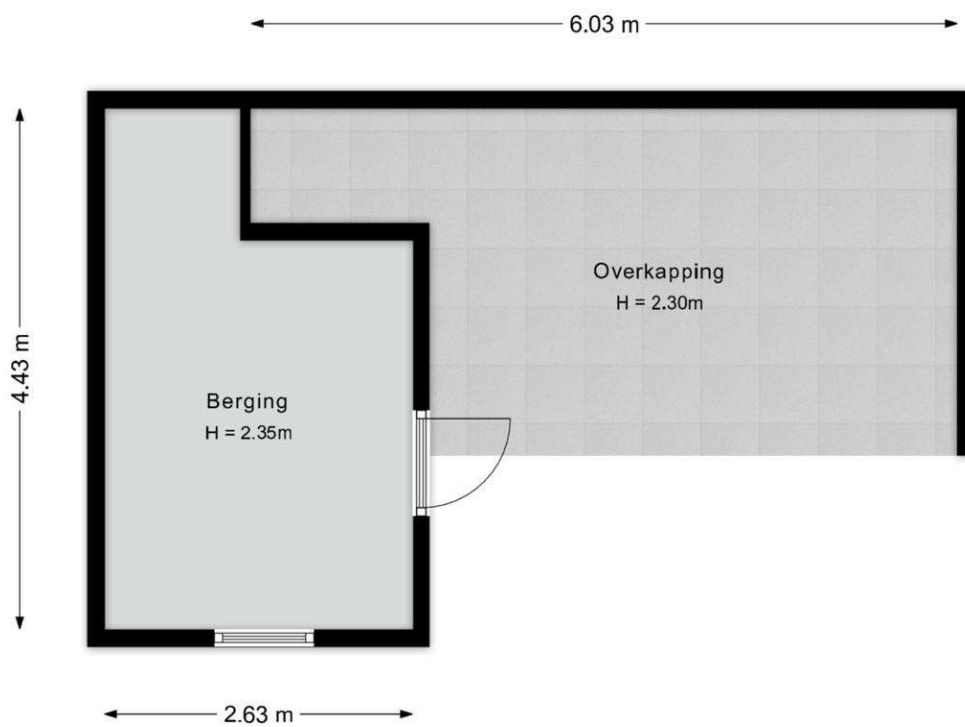 6.03 m
4.43 m
Overkapping
H = 2.30m
Berging
H = 2.35m
2.63 m